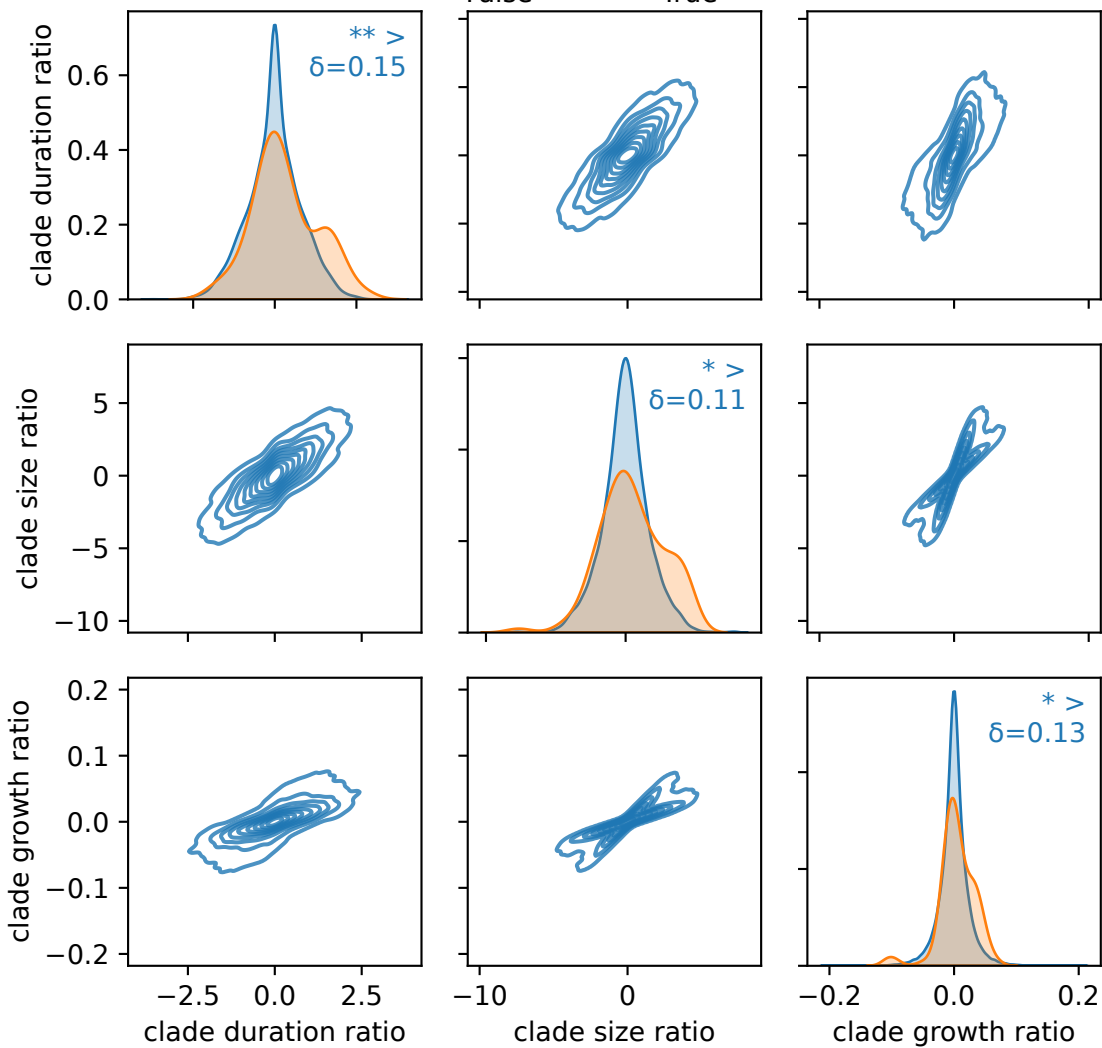 True
clade duration ratio
0.6
0.4
0.2
0.0
** >
δ=0.15
clade size ratio
5
0
−5
−10
* >
δ=0.11
clade growth ratio
0.2
0.1
0.0
−0.1
−0.2
* >
δ=0.13
−2.5
0.0
2.5
−10
0
−0.2
0.0
0.2
clade duration ratio
clade size ratio
clade growth ratio